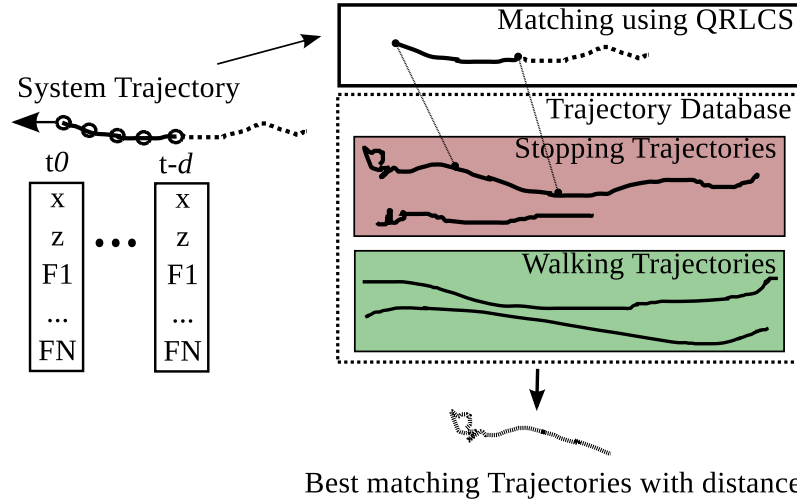 Matching using QRLCS
System Trajectory
Trajectory Database
Stopping Trajectories
t0 t-d
x x
z z
F1 F1
... ...
FN FN
Walking Trajectories
Best matching Trajectories with distance